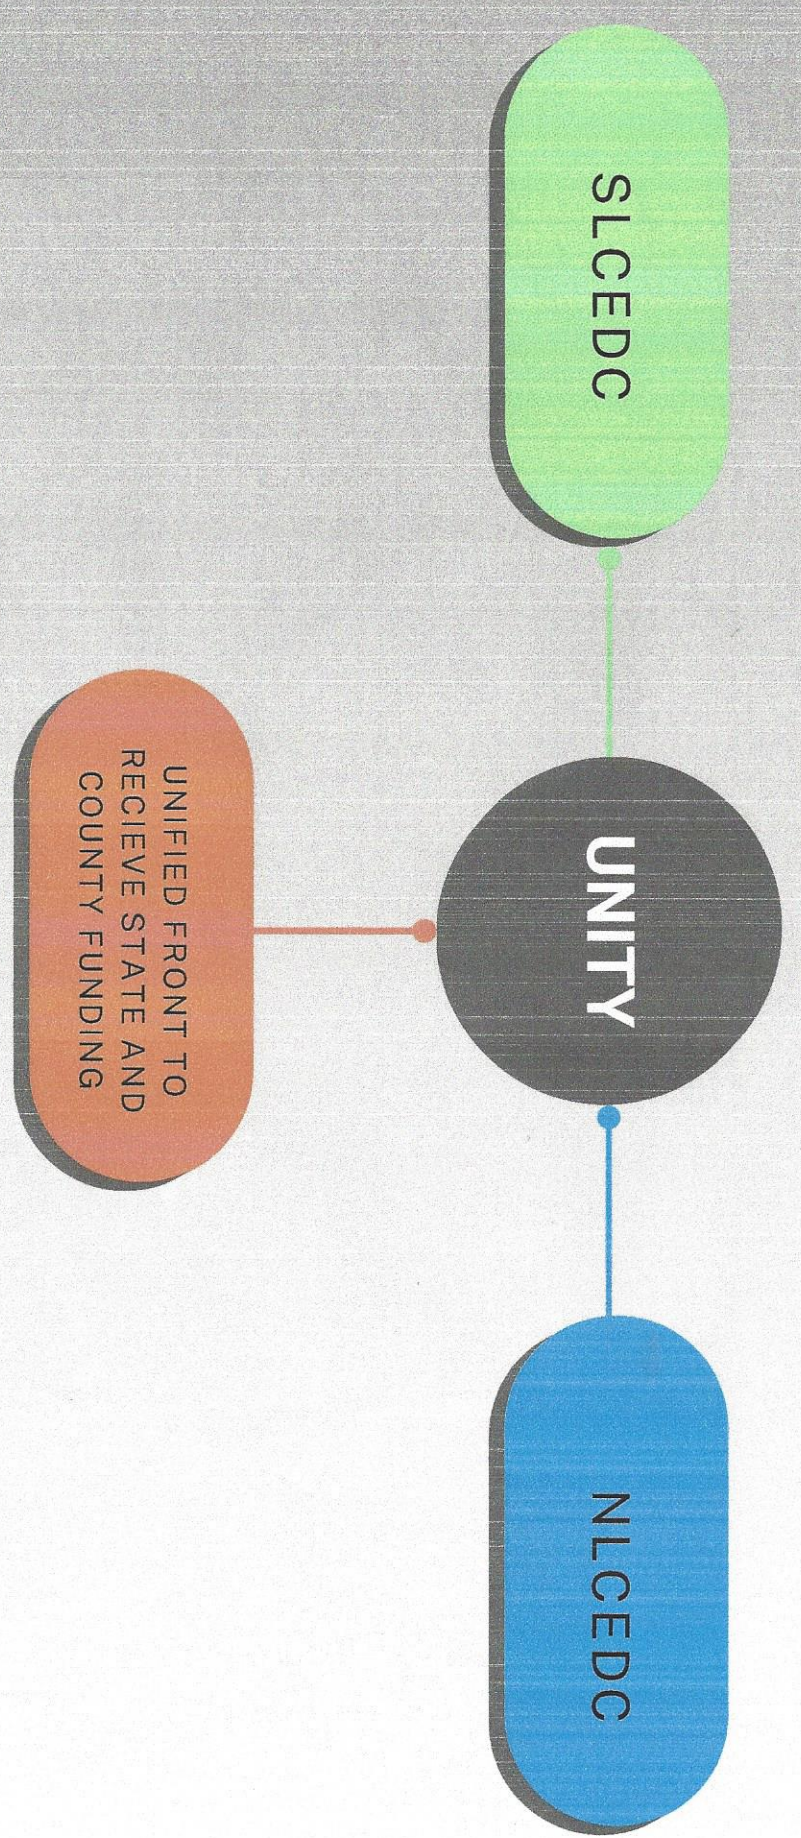 SLCEDC
UNITY
NLCEDC
UNIFIED FRONT TO
RECIEVE STATE AND
COUNTY FUNDING